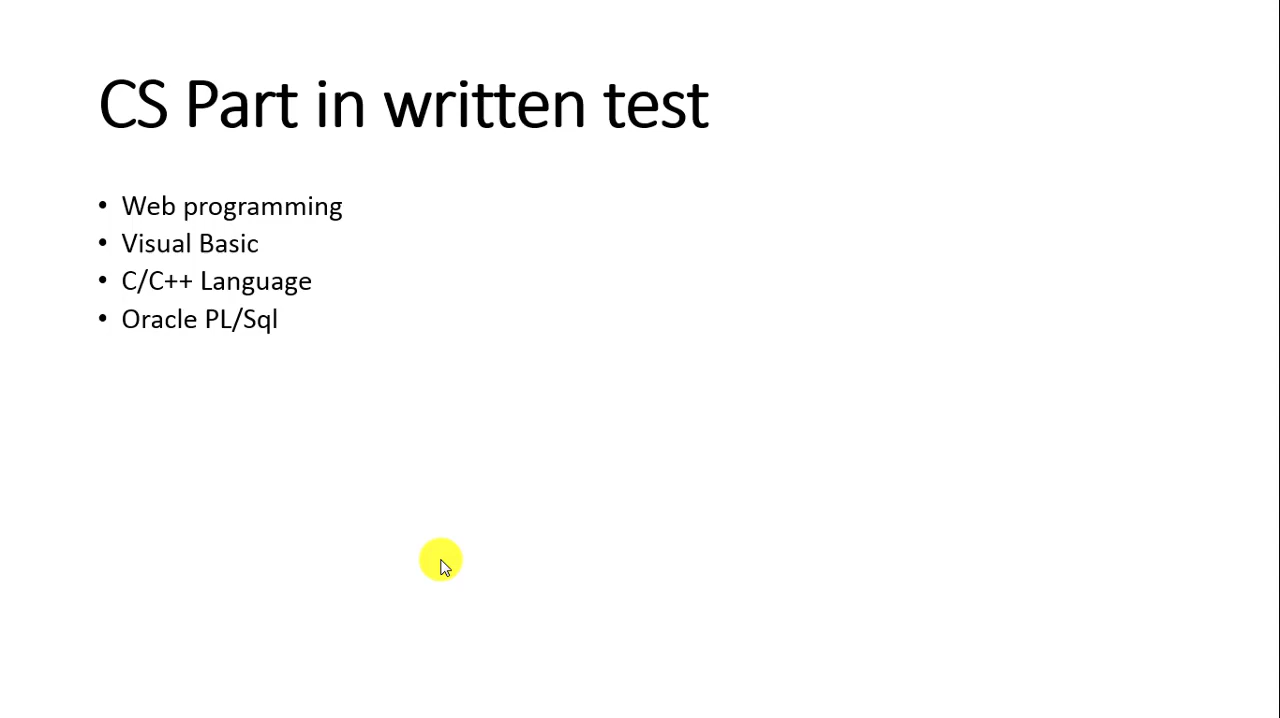 CS Part in written test
• Web programming
• Visual Basic
• C/C++ Language
• Oracle PL/Sql